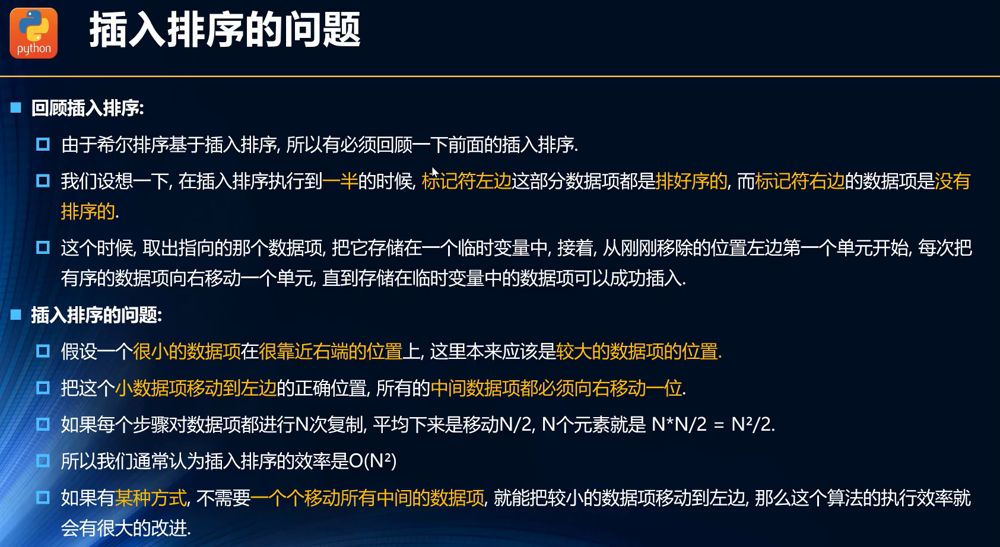 python
插入排序的问题
回顾插入排序:
由于希尔排序基于插入排序, 所以有必须回顾一下前面的插入排序.
我们设想一下, 在插入排序执行到一半的时候, 标记符左边这部分数据项都是排好序的, 而标记符右边的数据项是没有
排序的.
这个时候, 取出指向的那个数据项, 把它存储在一个临时变量中, 接着, 从刚刚移除的位置左边第一个单元开始, 每次把
有序的数据项向右移动一个单元, 直到存储在临时变量中的数据项可以成功插入.
插入排序的问题:
假设一个很小的数据项在很靠近右端的位置上, 这里本来应该是较大的数据项的位置.
把这个小数据项移动到左边的正确位置, 所有的中间数据项都必须向右移动一位.
如果每个步骤对数据项都进行N次复制, 平均下来是移动N/2, N个元素就是 N*N/2 = N²/2.
所以我们通常认为插入排序的效率是O(N²)
如果有某种方式, 不需要一个个移动所有中间的数据项, 就能把较小的数据项移动到左边, 那么这个算法的执行效率就
会有很大的改进.